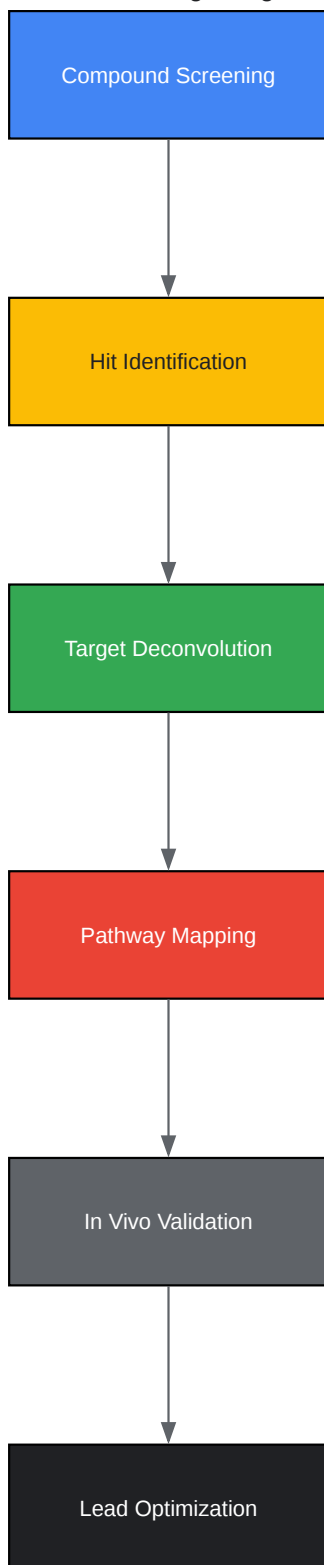 Compound Screening
Hit Identification
Target Deconvolution
Pathway Mapping
In Vivo Validation
Lead Optimization